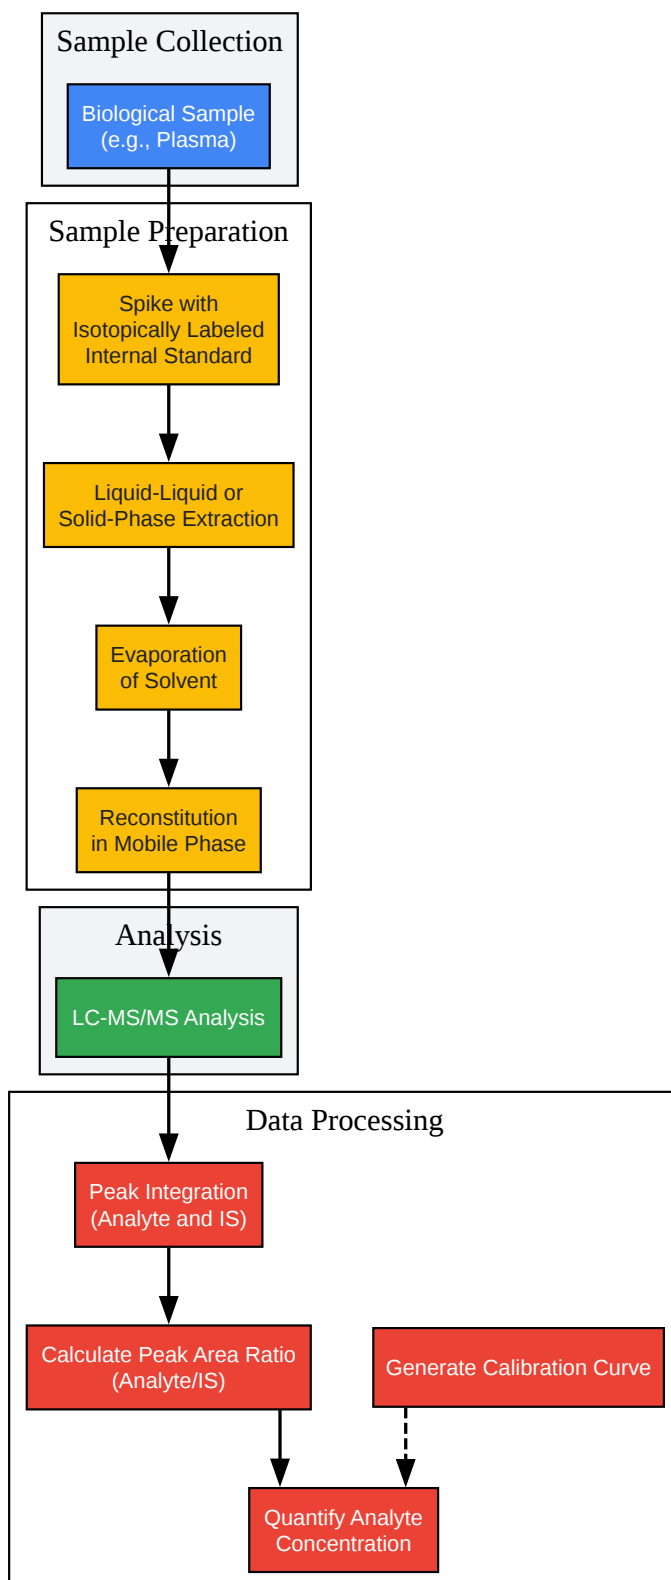 Sample Collection
Biological Sample
(e.g., Plasma)
Sample Preparation
Spike with
Isotopically Labeled
Internal Standard
Liquid-Liquid or
Solid-Phase Extraction
Evaporation
of Solvent
Reconstitution
in Mobile Phase
Analysis
LC-MS/MS Analysis
Data Processing
Peak Integration
(Analyte and IS)
Calculate Peak Area Ratio
(Analyte/IS)
Generate Calibration Curve
Quantify Analyte
Concentration